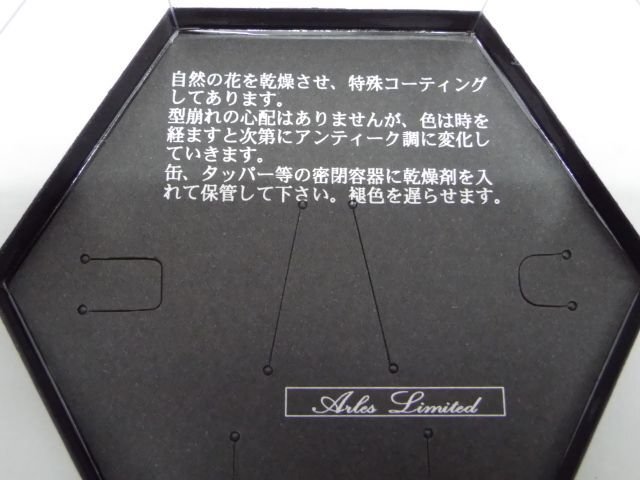 自然の花を乾燥させ、特殊コーティング
してあります。
型崩れの心配はありませんが、色は時を
経ますと次第にアンティーク調に変化し
ていきます。
缶、タッパー等の密閉容器に乾燥剤を入
れて保管して下さい。褪色を遅らせます。
Arles Limited